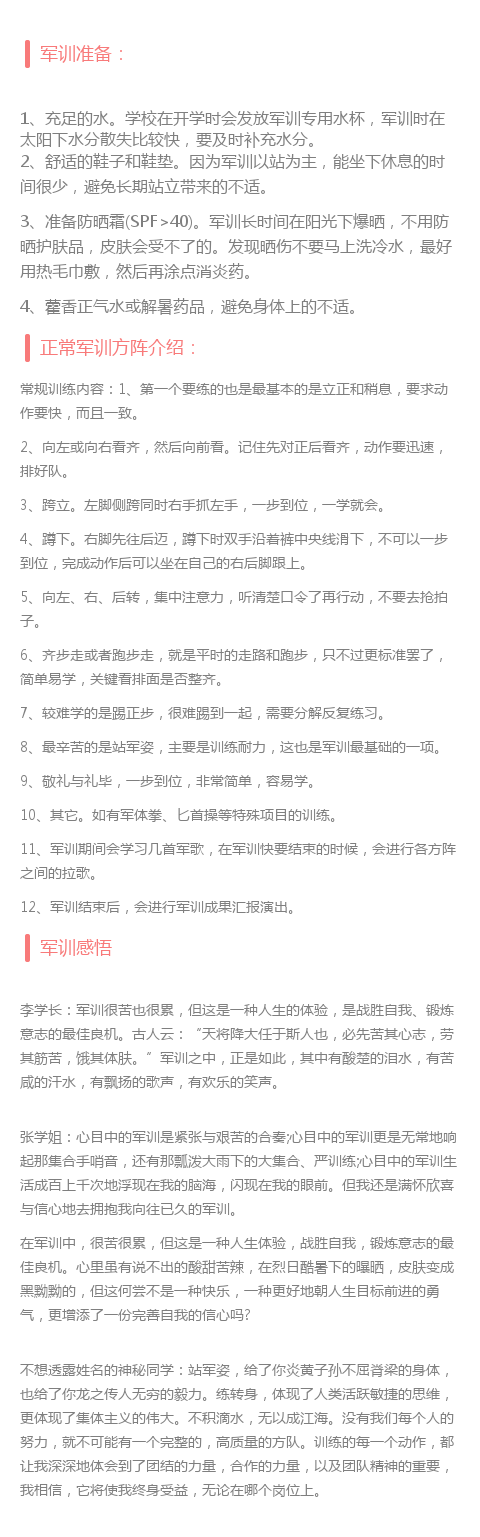 军训准备：
1、充足的水。学校在开学时会发放军训专用水杯，军训时在
太阳下水分散失比较快，要及时补充水分。
2、舒适的鞋子和鞋垫。因为军训以站为主，能坐下休息的时
间很少，避免长期站立带来的不适。
3、准备防晒霜(SPF>40)。军训长时间在阳光下爆晒，不用防
晒护肤品，皮肤会受不了的。发现晒伤不要马上洗冷水，最好
用热毛巾敷，然后再涂点消炎药。
4、藿香正气水或解暑药品，避免身体上的不适。
正常军训方阵介绍：
常规训练内容：1、第一个要练的也是最基本的是立正和稍息，要求动
作要快，而且一致。
2、向左或向右看齐，然后向前看。记住先对正后看齐，动作要迅速，
排好队。
3、跨立。左脚侧跨同时右手抓左手，一步到位，一学就会。
4、蹲下。右脚先往后迈，蹲下时双手沿着裤中央线渭下，不可以一步
到位，完成动作后可以坐在自己的右后脚跟上。
5、向左、右、后转，集中注意力，听清楚口令了再行动，不要去抢拍
子。
6、齐步走或者跑步走，就是平时的走路和跑步，只不过更标准罢了，
简单易学，关键看排面是否整齐。
7、较难学的是踢正步，很难踢到一起，需要分解反复练习。
8、最辛苦的是站军姿，主要是训练耐力，这也是军训最基础的一项。
9、敬礼与礼毕，一步到位，非常简单，容易学。
10、其它。如有军体拳、匕首操等特殊项目的训练。
11、军训期间会学习几首军歌，在军训快要结束的时候，会进行各方阵
之间的拉歌。
12、军训结束后，会进行军训成果汇报演出。
军训感悟
李学长：军训很苦也很累，但这是一种人生的体验，是战胜自我、锻炼
意志的最佳良机。古人云：〝天将降大任于斯人也，必先苦其心志，劳
其筋苦，饿其体肤。〞军训之中，正是如此，其中有酸楚的泪水，有苦
咸的汗水，有飘扬的歌声，有欢乐的笑声。
张学姐：心目中的军训是紧张与艰苦的合奏;心目中的军训更是无常地响
起那集合手哨音，还有那瓢泼大雨下的大集合、严训练;心目中的军训生
活成百上千次地浮现在我的脑海，闪现在我的眼前。但我还是满怀欣喜
与信心地去拥抱我向往已久的军训。
在军训中，很苦很累，但这是一种人生体验，战胜自我，锻炼意志的最
佳良机。心里虽有说不出的酸甜苦辣，在烈日酷暑下的曝晒，皮肤变成
黑黝黝的，但这何尝不是一种快乐，一种更好地朝人生目标前进的勇
气，更增添了一份完善自我的信心吗?
不想透露姓名的神秘同学：站军姿，给了你炎黄子孙不屈脊梁的身体，
也给了你龙之传人无穷的毅力。练转身，体现了人类活跃敏捷的思维，
更体现了集体主义的伟大。不积滴水，无以成江海。没有我们每个人的
努力，就不可能有一个完整的，高质量的方队。训练的每一个动作，都
让我深深地体会到了团结的力量，合作的力量，以及团队精神的重要，
我相信，它将使我终身受益，无论在哪个岗位上。